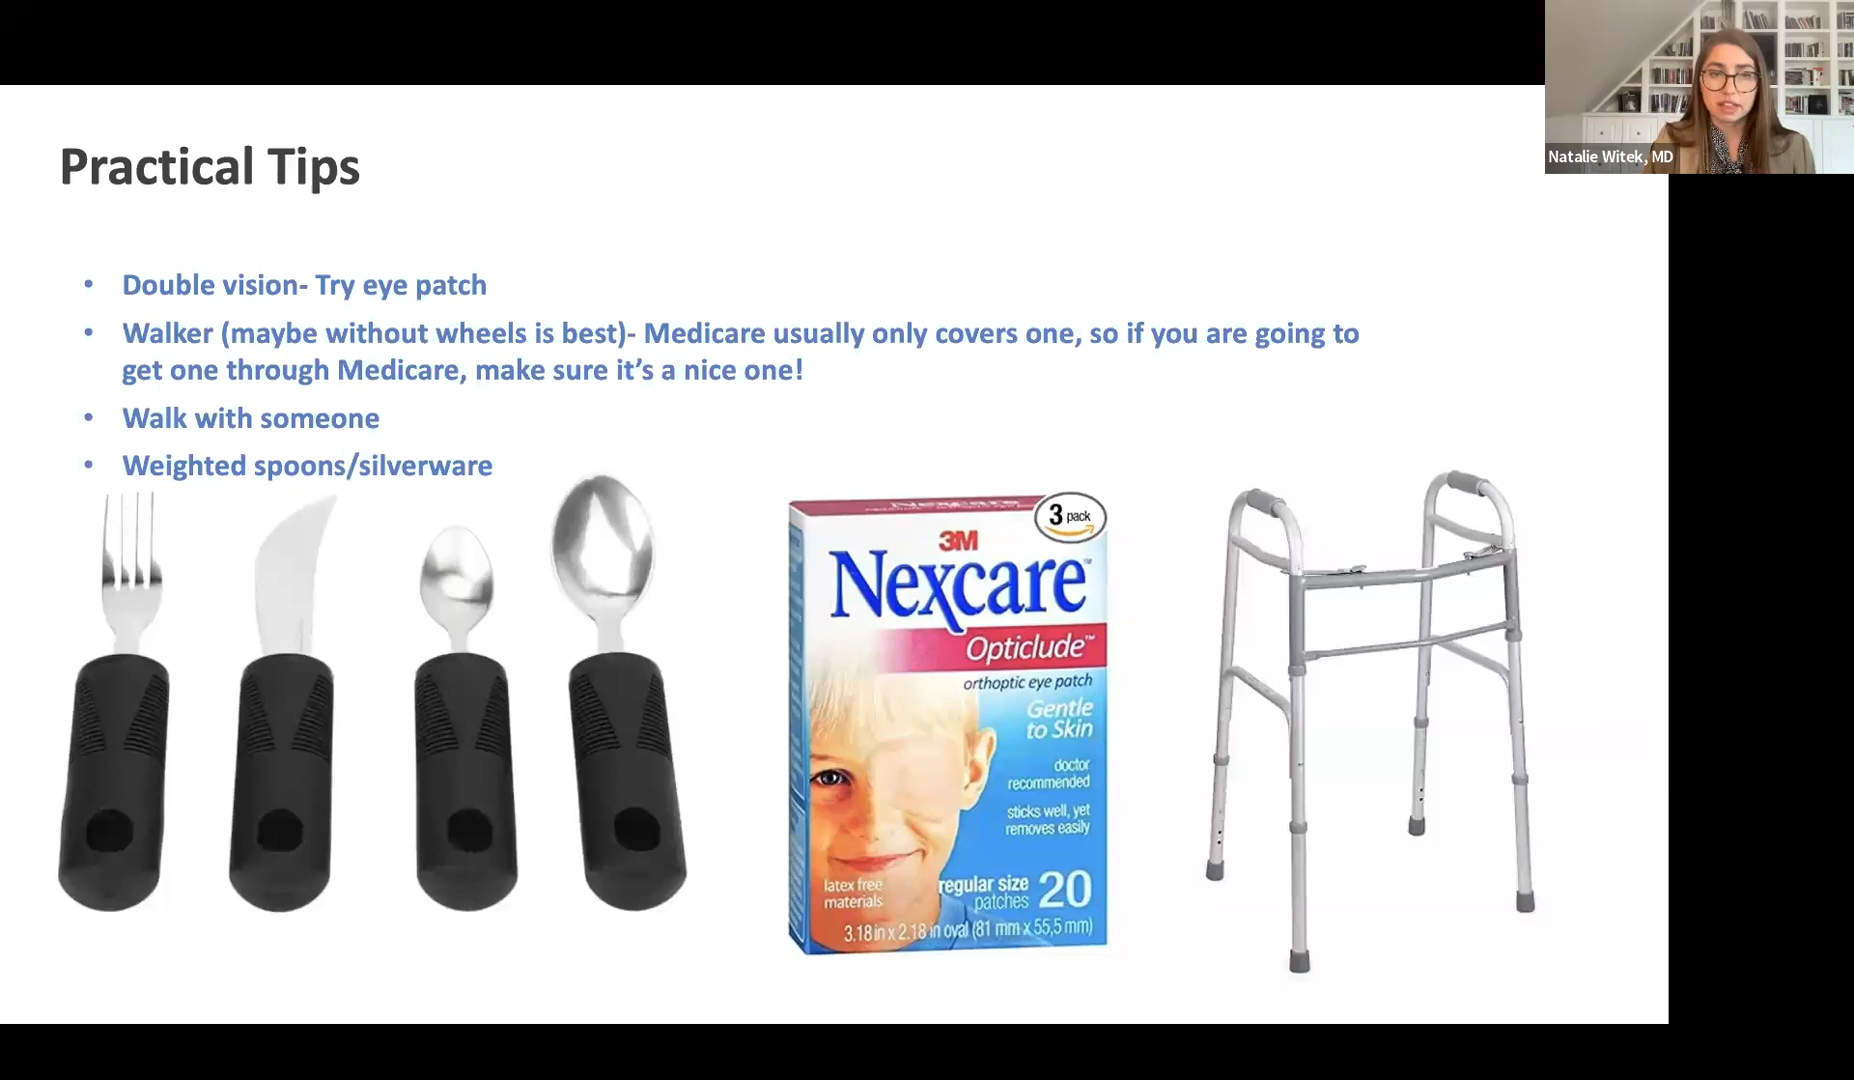 Natalie Witek, MD
Practical Tips
• Double vision- Try eye patch
• Walker (maybe without wheels is best)- Medicare usually only covers one, so if you are going to
get one through Medicare, make sure it’s a nice one!
• Walk with someone
• Weighted spoons/silverware
3 pack
3M
Nexcare™
Opticlude™
orthoptic eye patch
Gentle
to Skin
doctor
recommended
sticks well, yet
removes easily
latex free
materials
regular size
patches
20
3.18 in x 2.18 in oval (81 mm x 55,5 mm)